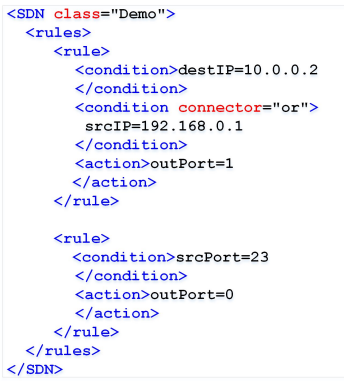 <SDN class="Demo">
<rules>
<rule>
<condition>destIP=10.0.0.2
</condition>
<condition connector="or">
srcIP=192.168.0.1
</condition>
<action>outPort=1
</action>
</rule>
<rule>
<condition>srcPort=23
</condition>
<action>outPort=0
</action>
</rule>
</rules>
</SDN>